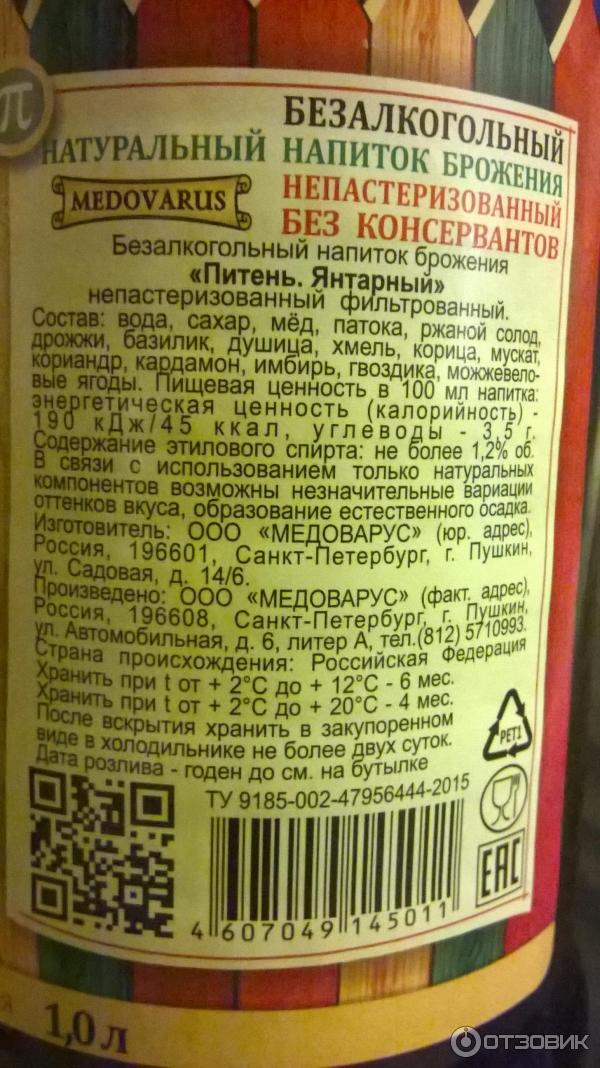 π
БЕЗАЛКОГОЛЬНЫЙ
НАТУРАЛЬНЫЙ НАПИТОК БРОЖЕНИЯ
MEDOVARUS
НЕПАСТЕРИЗОВАННЫЙ
БЕЗ КОНСЕРВАНТОВ
Безалкогольный напиток брожения
«Питень. Янтарный»
непастеризованный фильтрованный.
Состав: вода, сахар, мёд, патока, ржаной солод,
дрожжи, базилик, душица, хмель, корица, мускат,
кориандр, кардамон, имбирь, гвоздика, можжевело-
вые ягоды. Пищевая ценность в 100 мл напитка:
энергетическая ценность (калорийность) -
190 кДж/45 ккал, углеводы - 3,5 г.
Содержание этилового спирта: не более 1,2% об.
В связи с использованием только натуральных
компонентов возможны незначительные вариации
оттенков вкуса, образование естественного осадка.
Изготовитель: ООО «МЕДОВАРУС» (юр. адрес),
Россия, 196601, Санкт-Петербург, г. Пушкин,
ул. Садовая, д. 14/6.
Произведено: ООО «МЕДОВАРУС» (факт. адрес),
Россия, 196608, Санкт-Петербург, г. Пушкин,
ул. Автомобильная, д. 6, литер А, тел.(812) 5710993.
Страна происхождения: Российская Федерация
Хранить при t от + 2°С до + 12°С - 6 мес.
Хранить при t от + 2°С до + 20°С - 4 мес.
После вскрытия хранить в закупоренном
виде в холодильнике не более двух суток.
Дата розлива - годен до см. на бутылке
PET1
ТУ 9185-002-47956444-2015
EAC
4 607049 145011
1,0 л
ОТЗОВИК